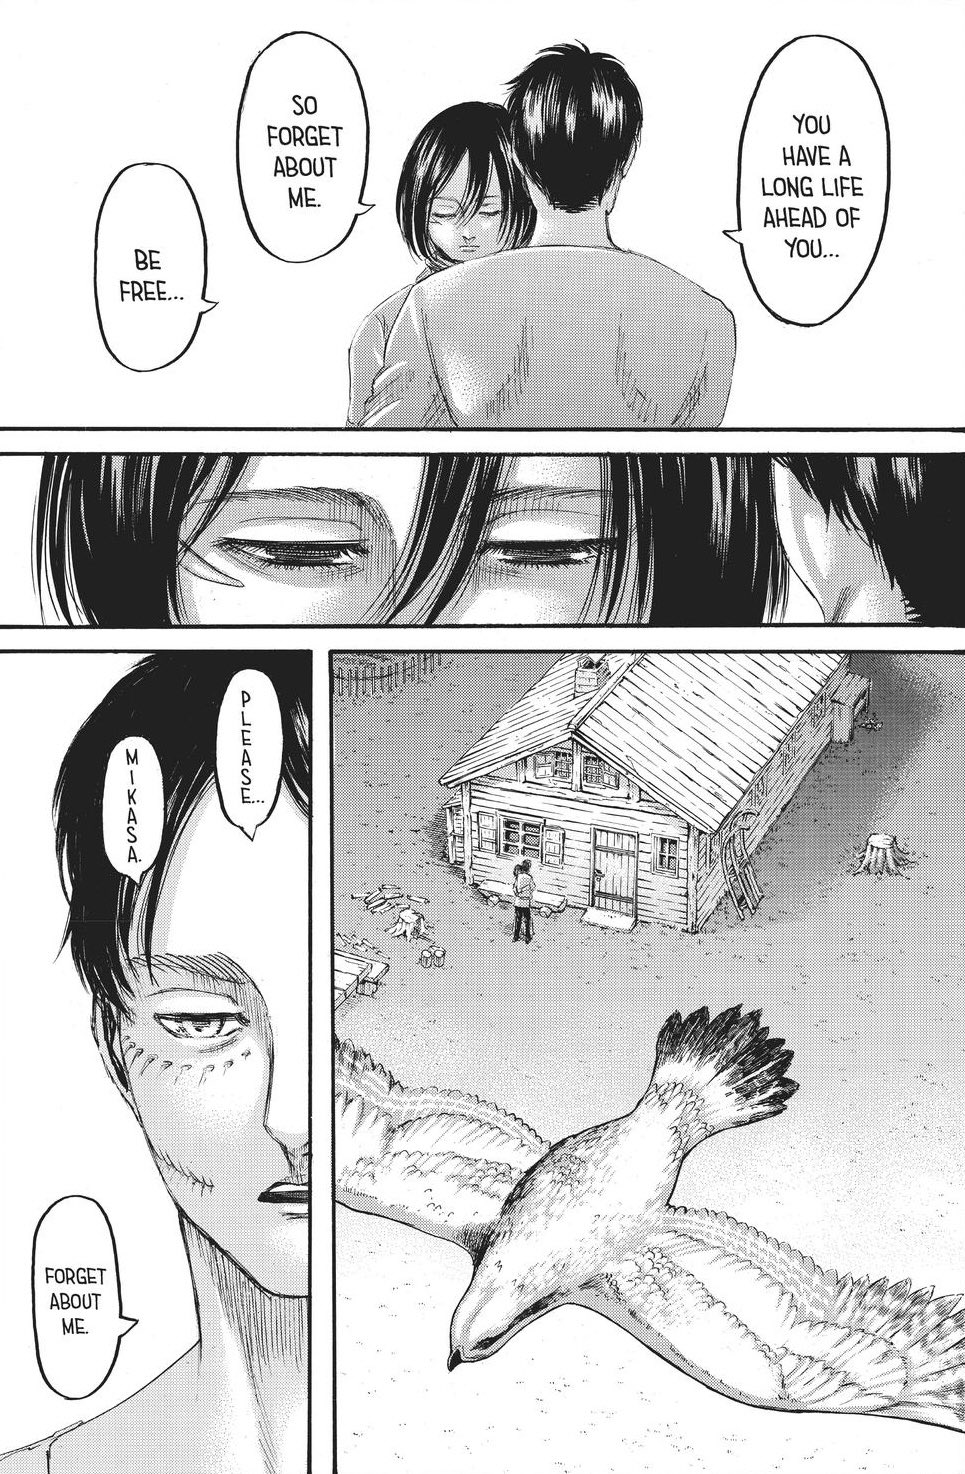 YOU
HAVE A
LONG LIFE
AHEAD OF
YOU...
SO
FORGET
ABOUT
ME.
BE
FREE...
PLEASE...
MIKASA.
FORGET
ABOUT
ME.